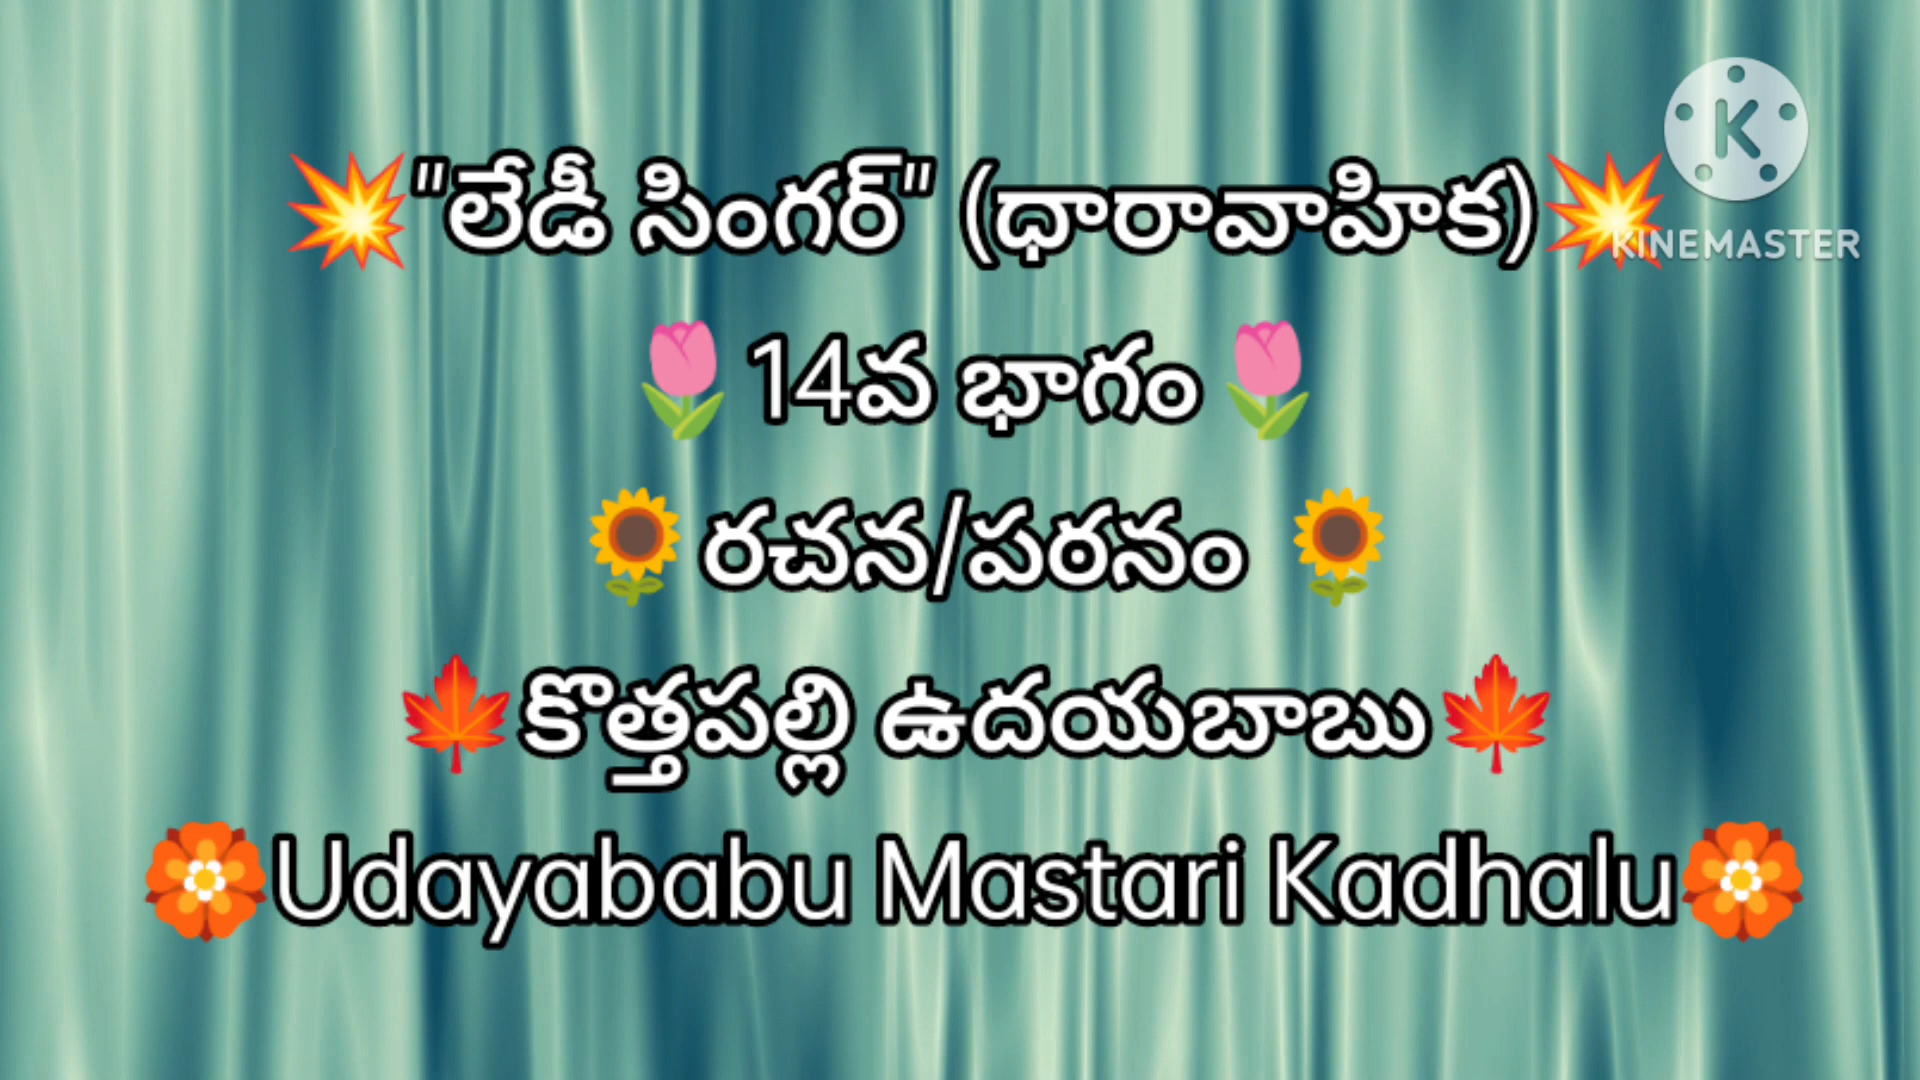 💥"లేడీ సింగర్" (ధారావాహిక)💥
K
KINEMASTER
🌷 14వ భాగం 🌷
🌻 రచన/పఠనం 🌻
🍁కొత్తపల్లి ఉదయబాబు🍁
🏵️Udayababu Mastari Kadhalu🏵️